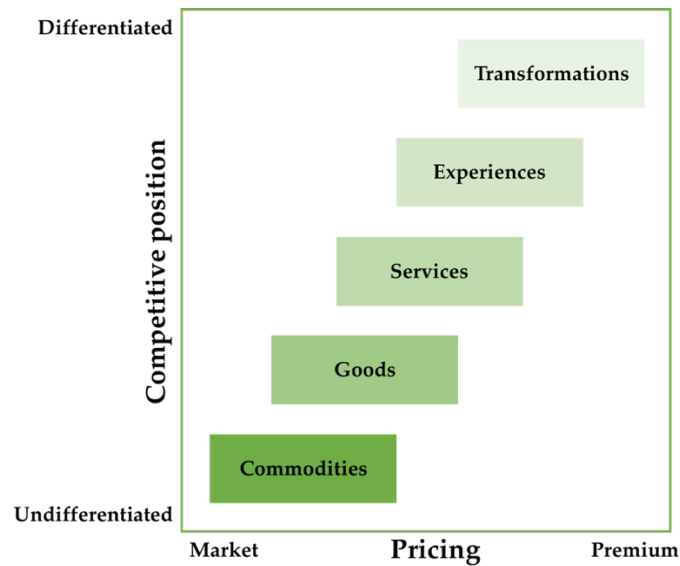 Differentiated
Transformations
Experiences
Competitive position
Services
Goods
Commodities
Undifferentiated
Market
Pricing
Premium